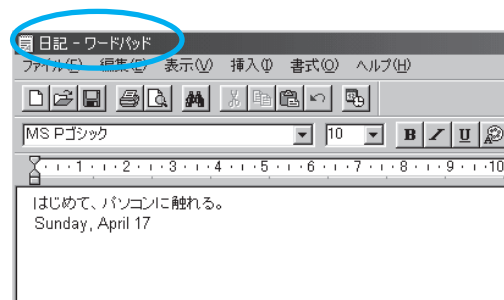 日記 - ワードパッド
ファイル(F) 編集(E) 表示(V) 挿入(I) 書式(O) ヘルプ(H)
MS Pゴシック 10 B I U
1 2 3 4 5 6 7 8 9 10
はじめて、パソコンに触れる。
Sunday, April 17